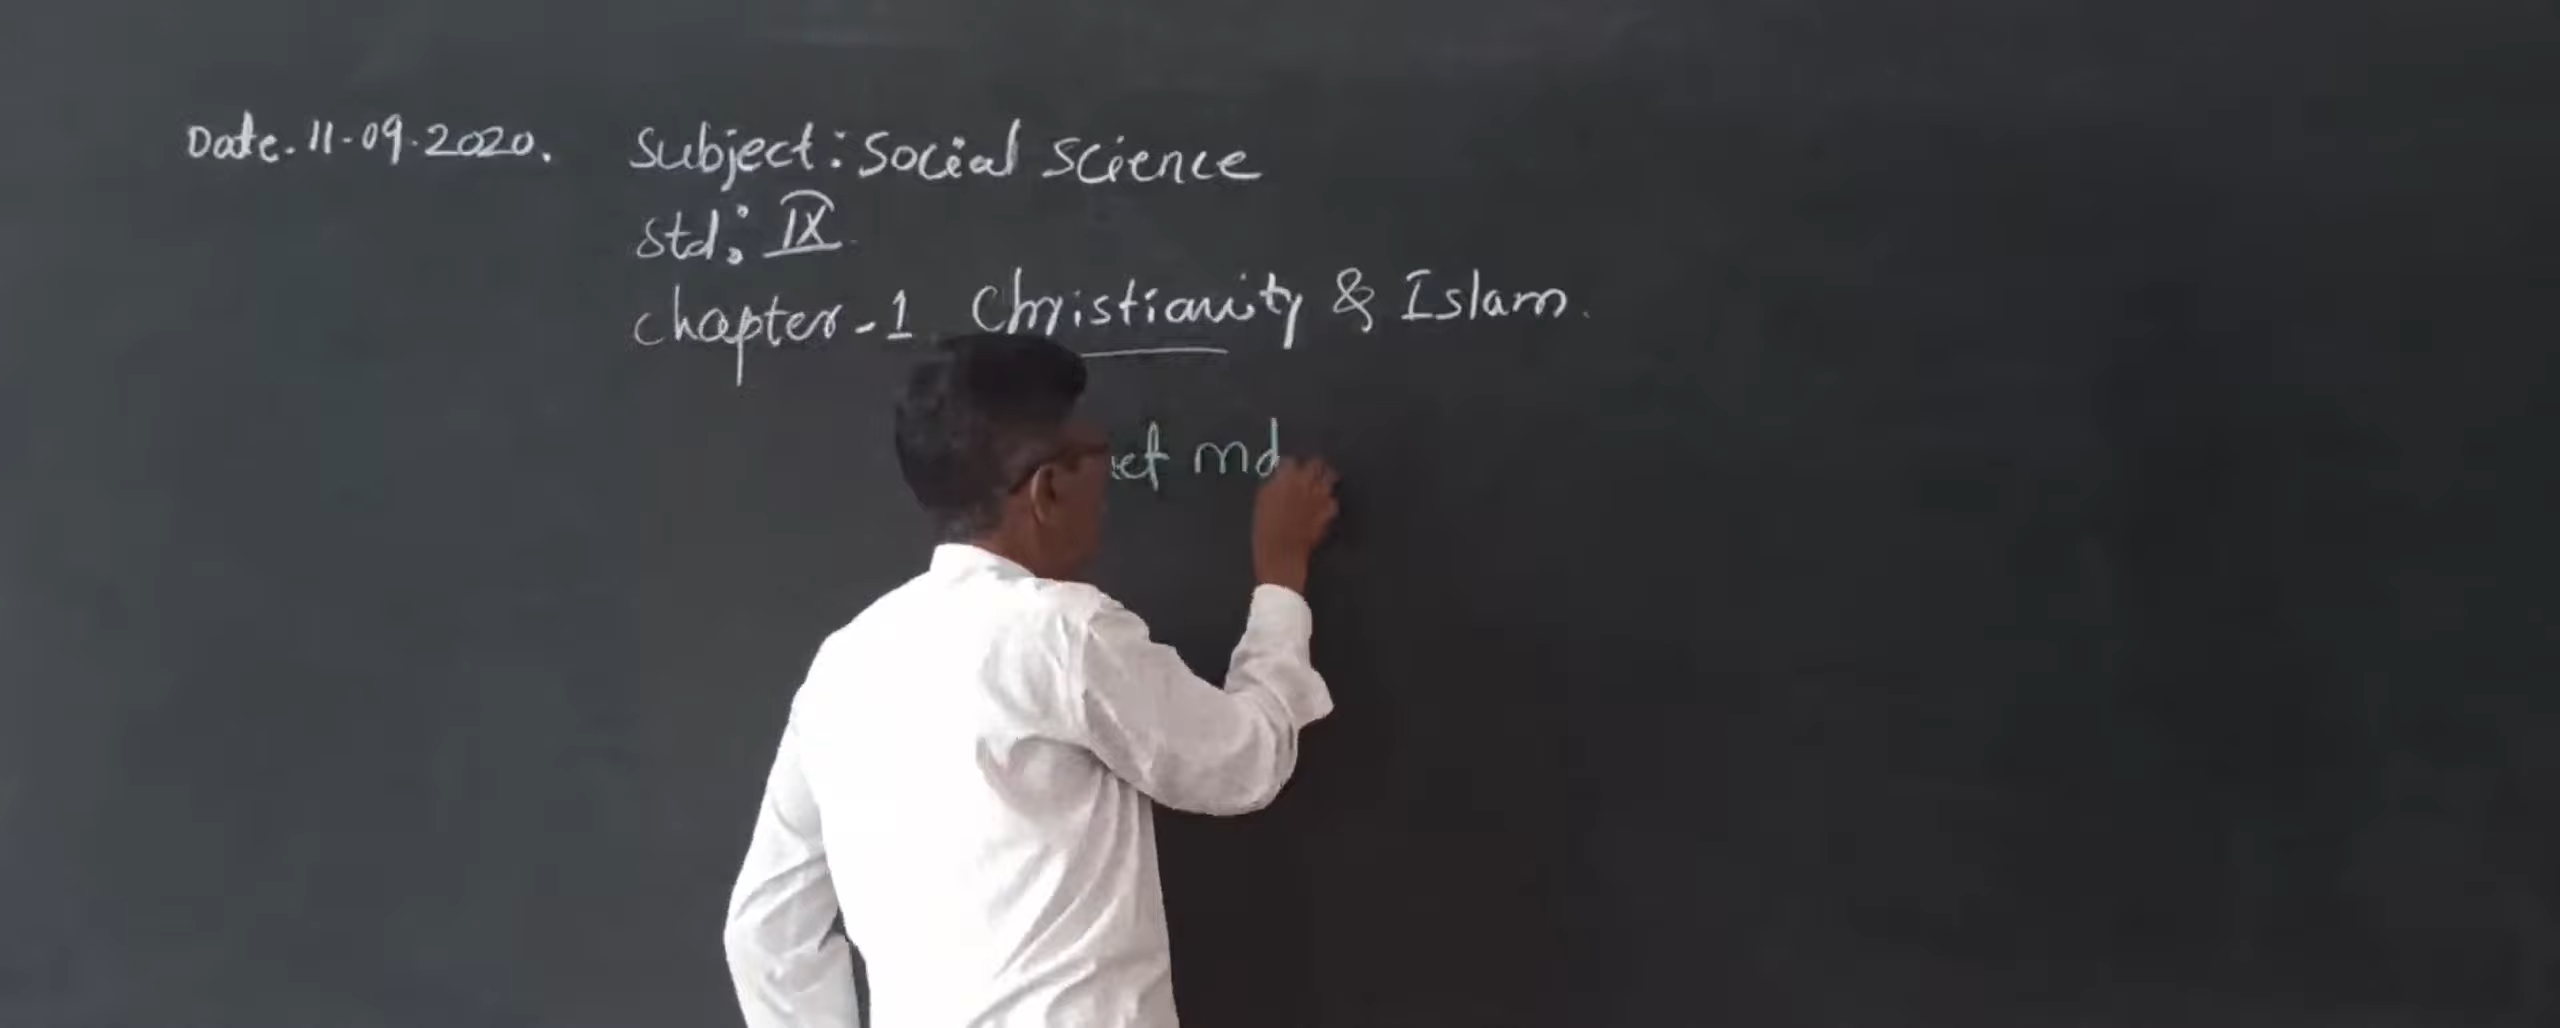 Date. 11-09-2020.
Subject: Social Science
Std: IX
Chapter-1 Christianity & Islam.